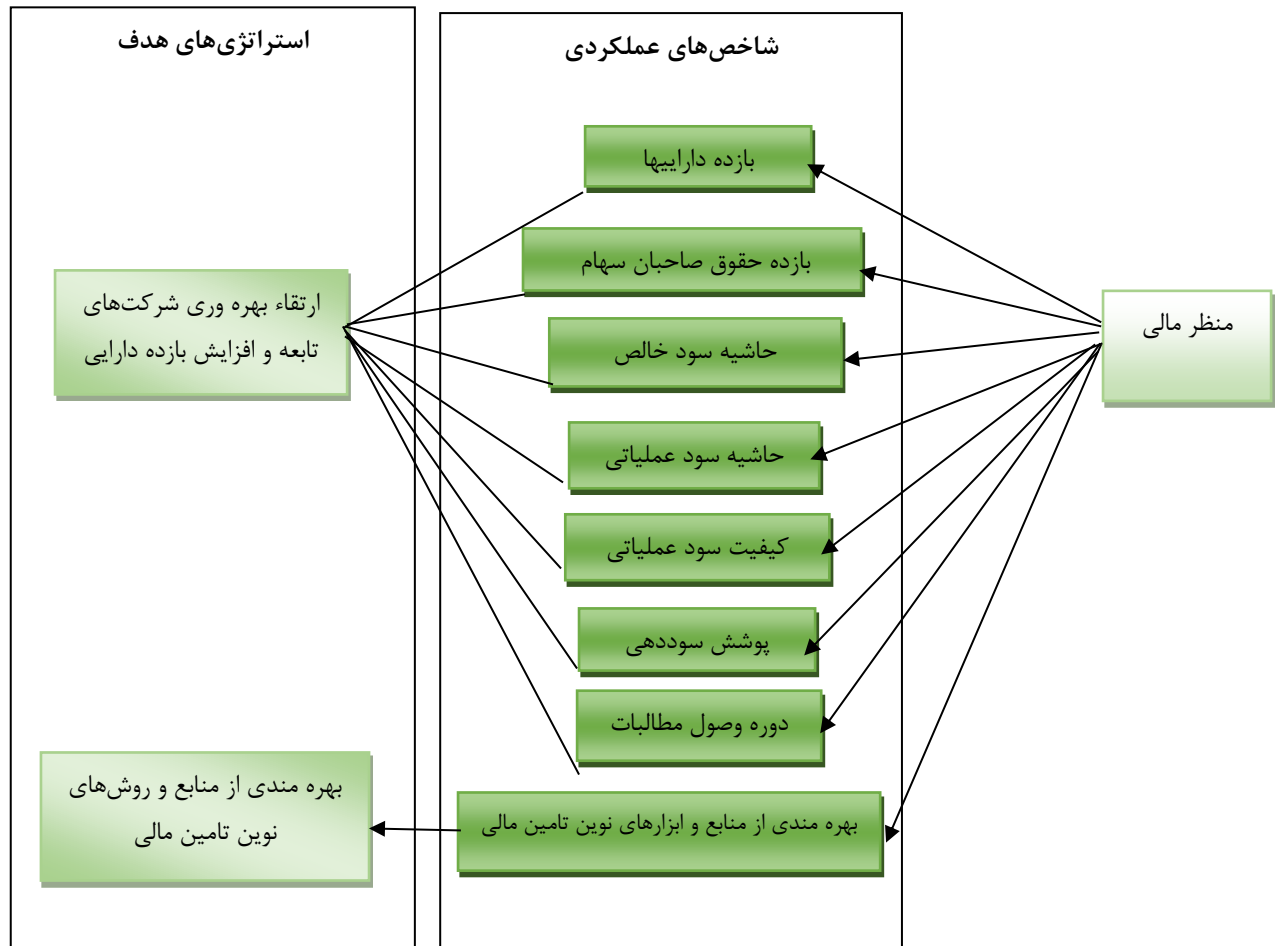 استراتژی‌های هدف
شاخص‌های عملکردی
بازده داراییها
بازده حقوق صاحبان سهام
حاشیه سود خالص
حاشیه سود عملیاتی
کیفیت سود عملیاتی
پوشش سوددهی
دوره وصول مطالبات
بهره مندی از منابع و ابزارهای نوین تامین مالی
منظر مالی
ارتقاء بهره وری شرکت‌های
تابعه و افزایش بازده دارایی
بهره مندی از منابع و روش‌های
نوین تامین مالی